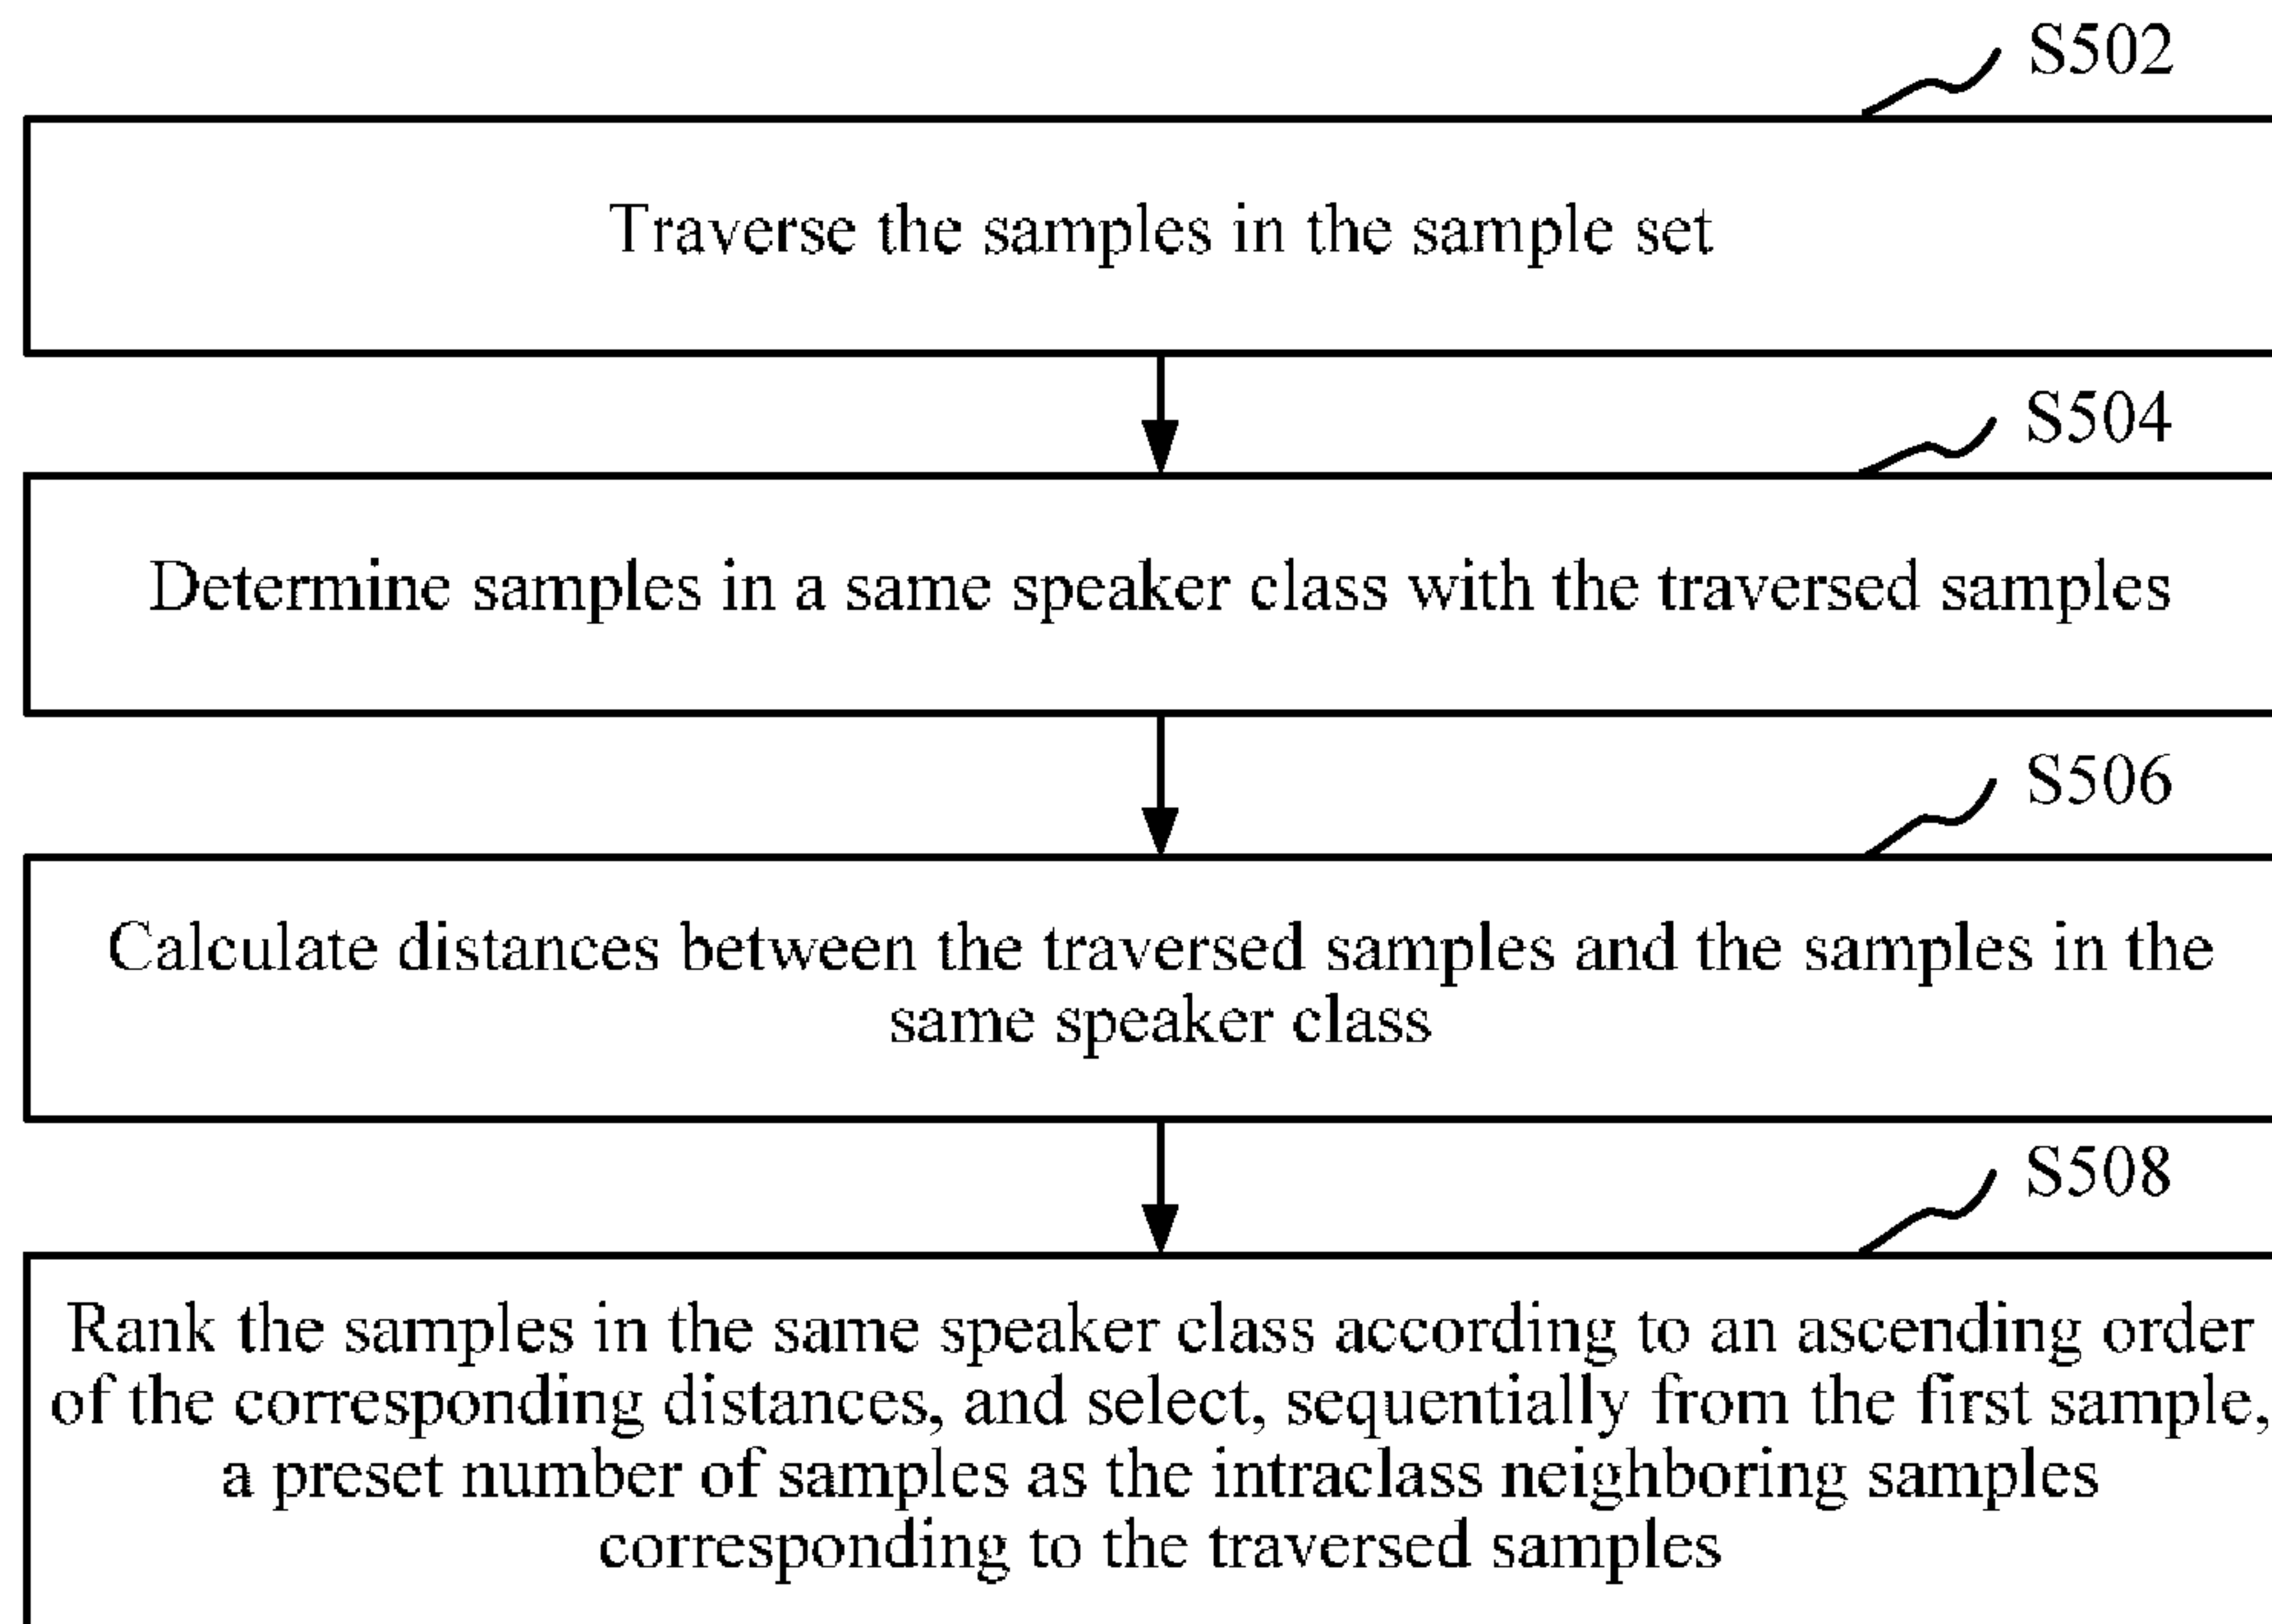 S502
Traverse the samples in the sample set
S504
Determine samples in a same speaker class with the traversed samples
S506
Calculate distances between the traversed samples and the samples in the
same speaker class
S508
Rank the samples in the same speaker class according to an ascending order
of the corresponding distances, and select, sequentially from the first sample,
a preset number of samples as the intraclass neighboring samples
corresponding to the traversed samples